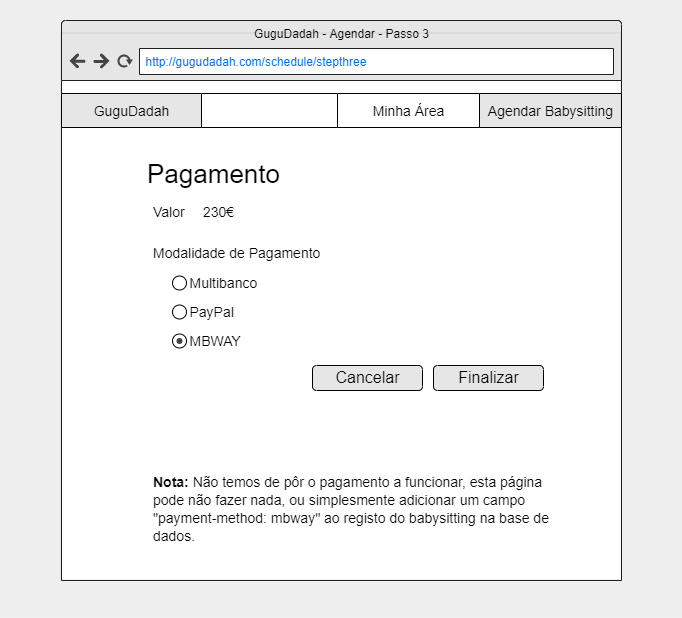 GuguDadah - Agendar - Passo 3
http://gugudadah.com/schedule/stepthree
GuguDadah Minha Área Agendar Babysitting
Pagamento
Valor 230€
Modalidade de Pagamento
Multibanco
PayPal
MBWAY
Cancelar Finalizar
Nota: Não temos de pôr o pagamento a funcionar, esta página
pode não fazer nada, ou simplesmente adicionar um campo
"payment-method: mbway" ao registo do babysitting na base de
dados.